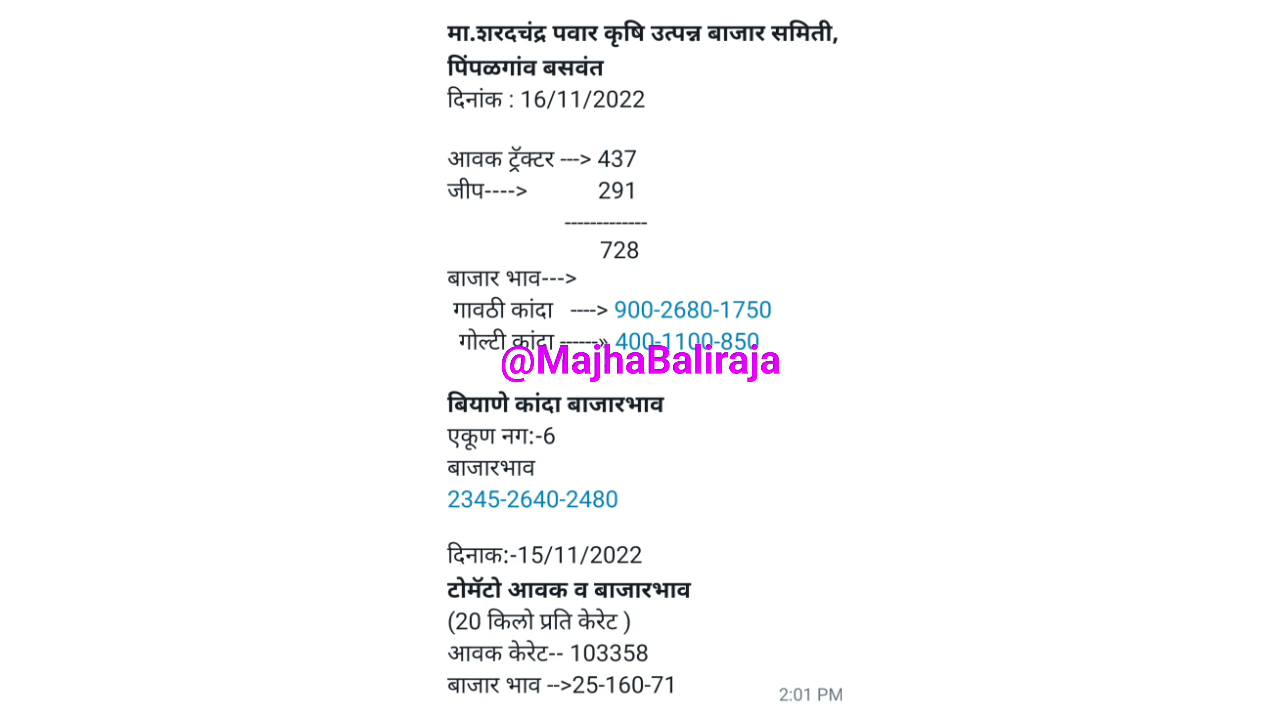 मा.शरदचंद्र पवार कृषि उत्पन्न बाजार समिती,
पिंपळगांव बसवंत
दिनांक : 16/11/2022
आवक ट्रॅक्टर ---> 437
जीप----> 291
-------------
728
बाजार भाव--->
गावठी कांदा ----> 900-2680-1750
गोल्टी कांदा ------» 400-1100-850
@MajhaBaliraja
बियाणे कांदा बाजारभाव
एकूण नग:-6
बाजारभाव
2345-2640-2480
दिनाक:-15/11/2022
टोमॅटो आवक व बाजारभाव
(20 किलो प्रति केरेट )
आवक केरेट-- 103358
बाजार भाव -->25-160-71
2:01 PM